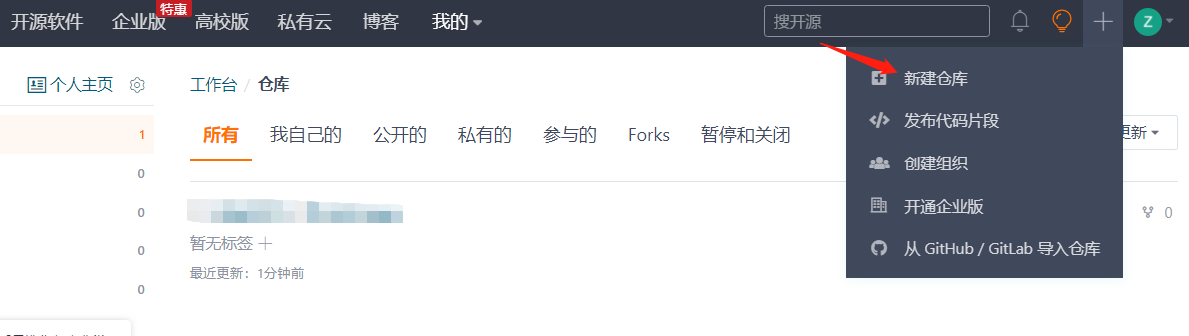 开源软件 企业版 特惠 高校版 私有云 博客 我的 搜开源 Z
个人主页 工作台 / 仓库
新建仓库
1
所有 我自己的 公开的 私有的 参与的 Forks 暂停和关闭
发布代码片段
更新
创建组织
0
开通企业版
0 0
暂无标签
从 GitHub / GitLab 导入仓库
0
最近更新：1分钟前
0